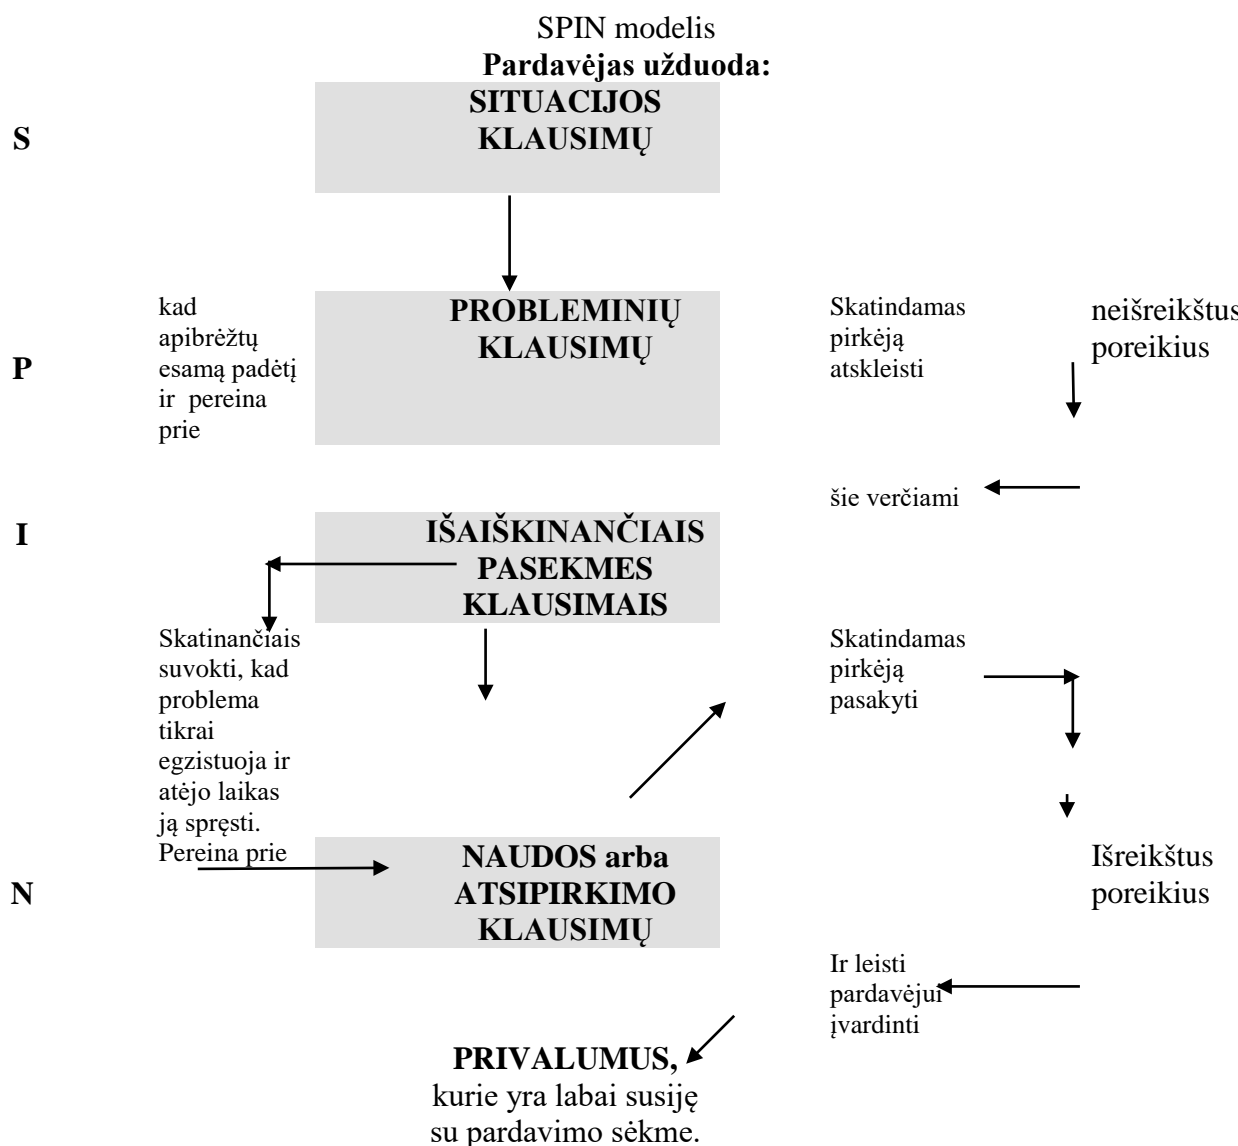 SPIN modelis
Pardavėjas užduoda:
S
SITUACIJOS
KLAUSIMŲ
P
kad
apibrėžtų
esamą padėtį
ir pereina
prie
PROBLEMINIŲ
KLAUSIMŲ
Skatindamas
pirkėją
atskleisti
neišreikštus
poreikius
šie verčiami
I
IŠAIŠKINANČIAIS
PASEKMES
KLAUSIMAIS
Skatinančiais
suvokti, kad
problema
tikrai
egzistuoja ir
atėjo laikas
ją spręsti.
Pereina prie
Skatindamas
pirkėją
pasakyti
N
NAUDOS arba
ATSIPIRKIMO
KLAUSIMŲ
Išreikštus
poreikius
Ir leisti
pardavėjui
įvardinti
PRIVALUMUS,
kurie yra labai susiję
su pardavimo sėkme.